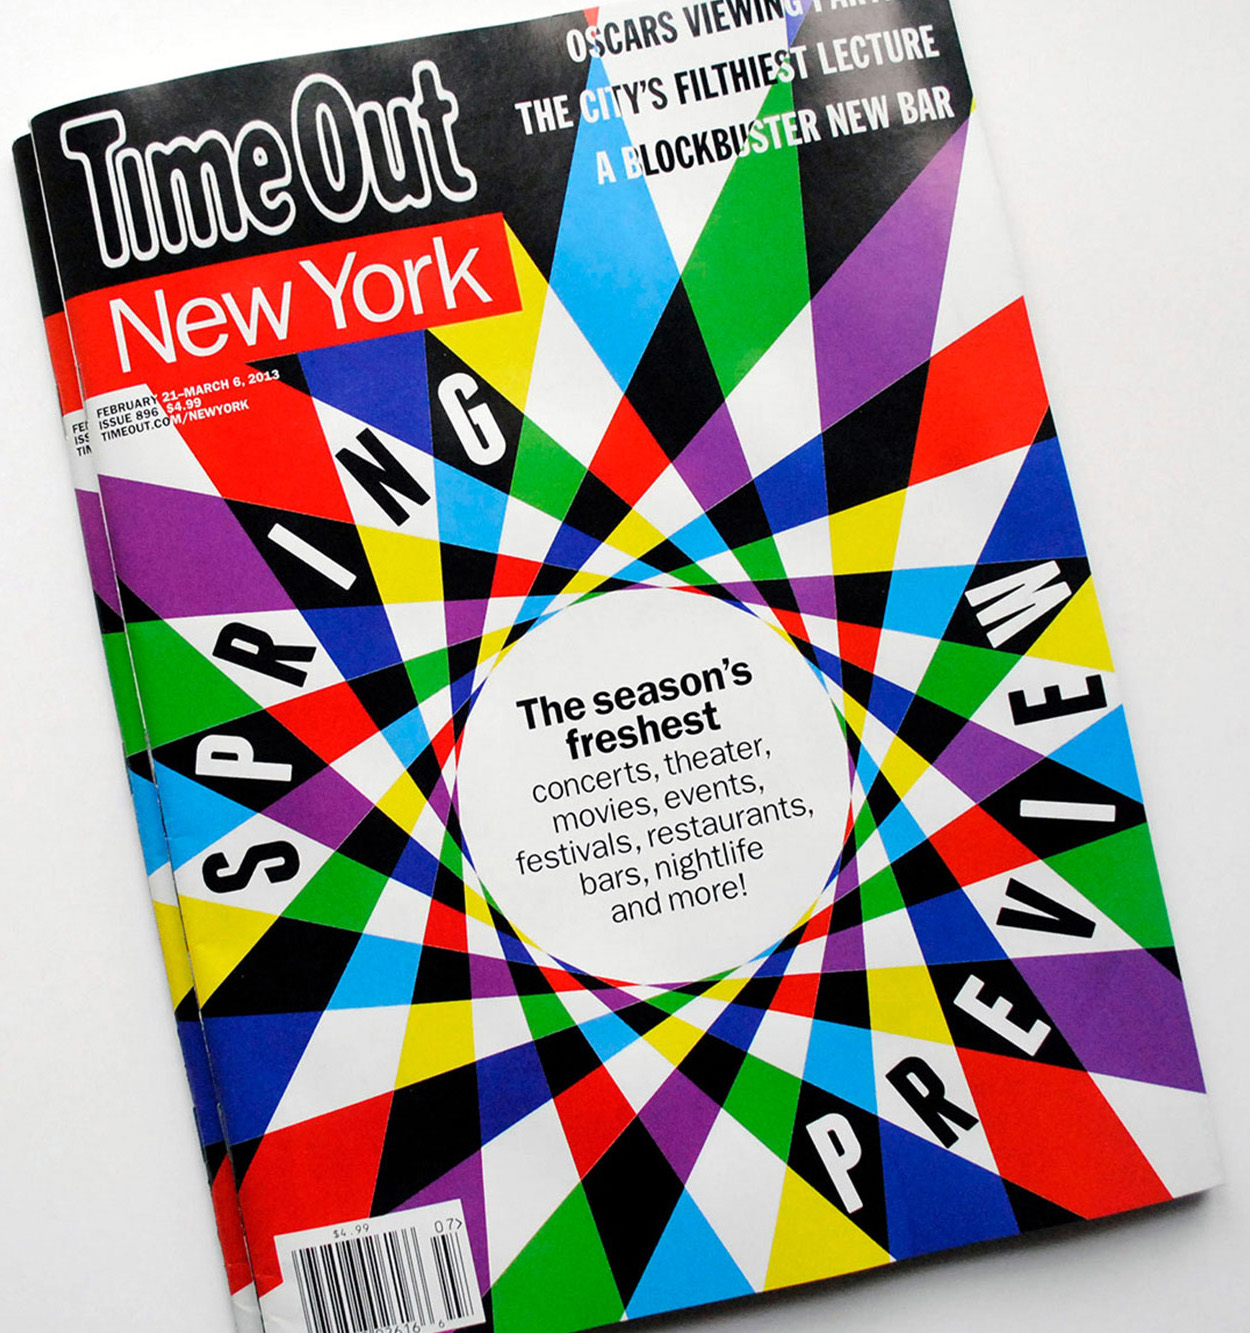 OSCARS VIEWING
THE CITY'S FILTHIEST LECTURE
A BLOCKBUSTER NEW BAR
Time Out
New York
FEBRUARY 21–MARCH 6, 2013
ISSUE 896 $4.99
TIMEOUT.COM/NEWYORK
SPRING
PREVIEW
The season's
freshest
concerts, theater,
movies, events,
festivals, restaurants,
bars, nightlife
and more!
$4.99
07>